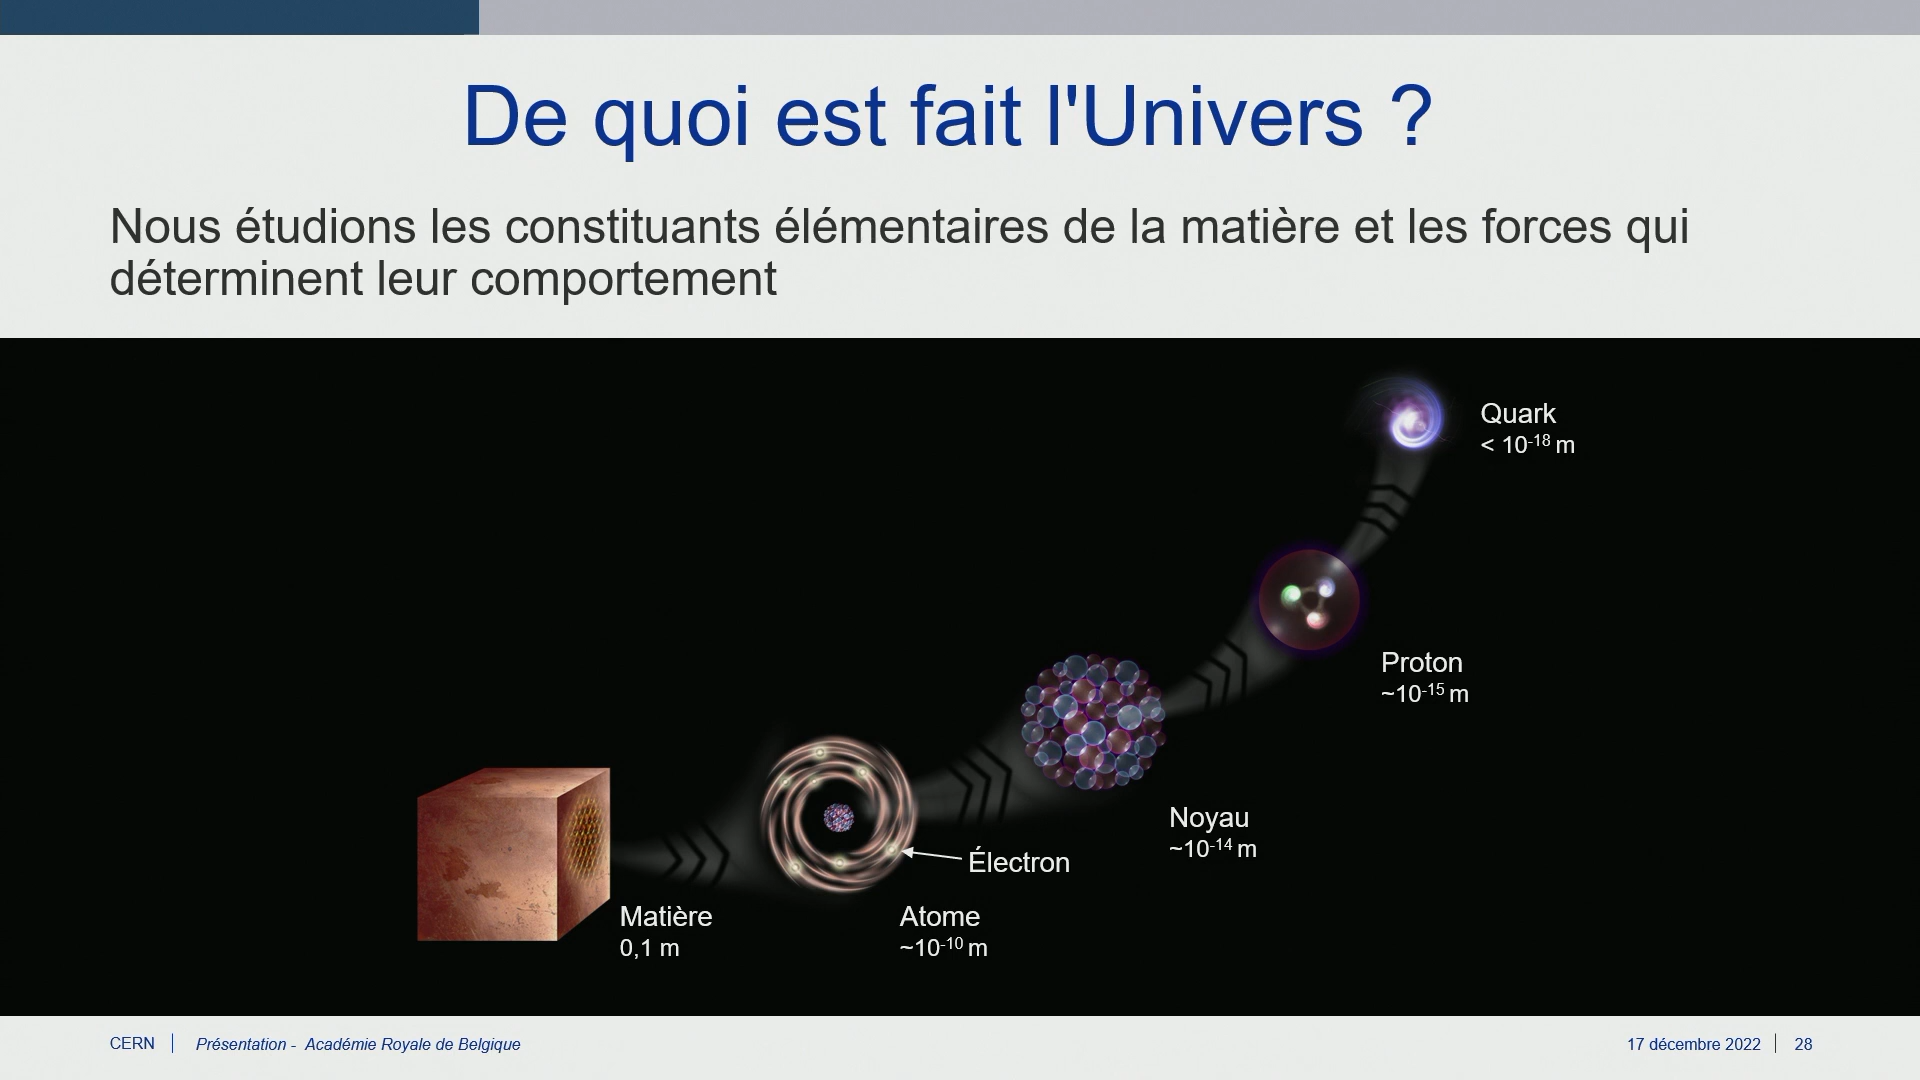 De quoi est fait l'Univers ?
Nous étudions les constituants élémentaires de la matière et les forces qui
déterminent leur comportement
Quark
< 10⁻¹⁸ m
Proton
~10⁻¹⁵ m
Noyau
~10⁻¹⁴ m
Électron
Matière
0,1 m
Atome
~10⁻¹⁰ m
CERN | Présentation - Académie Royale de Belgique
17 décembre 2022 | 28